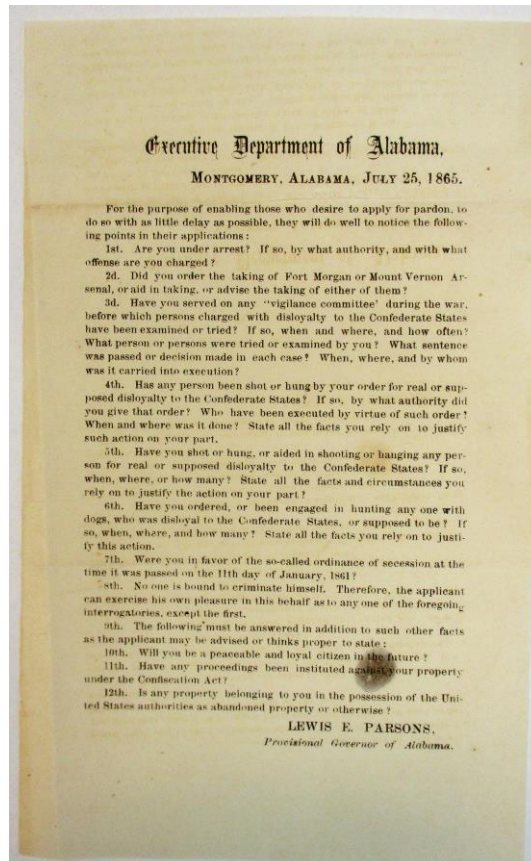 Executive Department of Alabama,
MONTGOMERY, ALABAMA, JULY 25, 1865.
For the purpose of enabling those who desire to apply for pardon, to
do so with as little delay as possible, they will do well to notice the follow-
ing points in their applications :
1st. Are you under arrest? If so, by what authority, and with what
offense are you charged ?
2d. Did you order the taking of Fort Morgan or Mount Vernon Ar-
senal, or aid in taking, or advise the taking of either of them?
3d. Have you served on any "vigilance committee' during the war,
before which persons charged with disloyalty to the Confederate States
have been examined or tried? If so, when and where, and how often?
What person or persons were tried or examined by you? What sentence
was passed or decision made in each case? When, where, and by whom
was it carried into execution?
4th. Has any person been shot or hung by your order for real or sup-
posed disloyalty to the Confederate States? If so, by what authority did
you give that order? Who have been executed by virtue of such order?
When and where was it done? State all the facts you rely on to justify
such action on your part.
5th. Have you shot or hung, or aided in shooting or hanging any per-
son for real or supposed disloyalty to the Confederate States? If so,
when, where, or how many? State all the facts and circumstances you
rely on to justify the action on your part?
6th. Have you ordered, or been engaged in hunting any one with
dogs, who was disloyal to the Confederate States, or supposed to be? If
so, when, where, and how many? State all the facts you rely on to justi-
fy this action.
7th. Were you in favor of the so-called ordinance of secession at the
time it was passed on the 11th day of January, 1861?
8th. No one is bound to criminate himself. Therefore, the applicant
can exercise his own pleasure in this behalf as to any one of the foregoing
interrogatories, except the first.
9th. The following must be answered in addition to such other facts
as the applicant may be advised or thinks proper to state :
10th. Will you be a peaceable and loyal citizen in the future?
11th. Have any proceedings been instituted against your property
under the Confiscation Act?
12th. Is any property belonging to you in the possession of the Uni-
ted States authorities as abandoned property or otherwise?
LEWIS E. PARSONS,
Provisional Governor of Alabama.